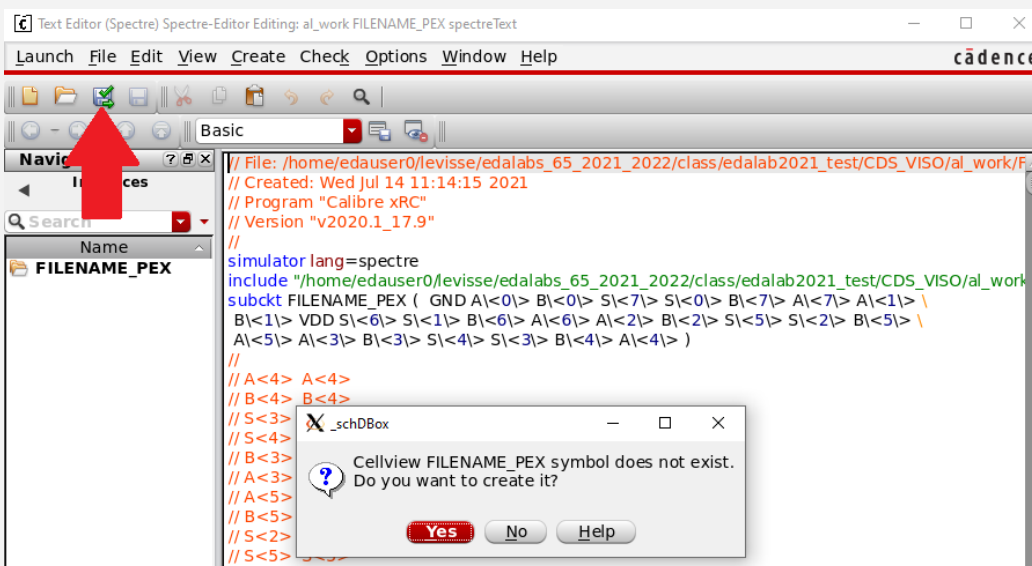 Text Editor (Spectre) Spectre-Editor Editing: al_work FILENAME_PEX spectreText
Launch File Edit View Create Check Options Window Help
cādence
Basic
Search
Name
FILENAME_PEX
// File: /home/edauser0/levisse/edalabs_65_2021_2022/class/edalab2021_test/CDS_VISO/al_work/F
// Created: Wed Jul 14 11:14:15 2021
// Program "Calibre xRC"
// Version "v2020.1_17.9"
//
simulator lang=spectre
include "/home/edauser0/levisse/edalabs_65_2021_2022/class/edalab2021_test/CDS_VISO/al_work
subckt FILENAME_PEX ( GND A\<0\> B\<0\> S\<7\> S\<0\> B\<7\> A\<7\> A\<1\> \
B\<1\> VDD S\<6\> S\<1\> B\<6\> A\<6\> A\<2\> B\<2\> S\<5\> S\<2\> B\<5\> \
A\<5\> A\<3\> B\<3\> S\<4\> S\<3\> B\<4\> A\<4\> )
//
// A<4> A<4>
// B<4> B<4>
// S<3>
// S<4>
// B<3>
// A<3>
// A<5>
// B<5>
// S<2>
// S<5>
_schDBox
Cellview FILENAME_PEX symbol does not exist.
Do you want to create it?
Yes No Help